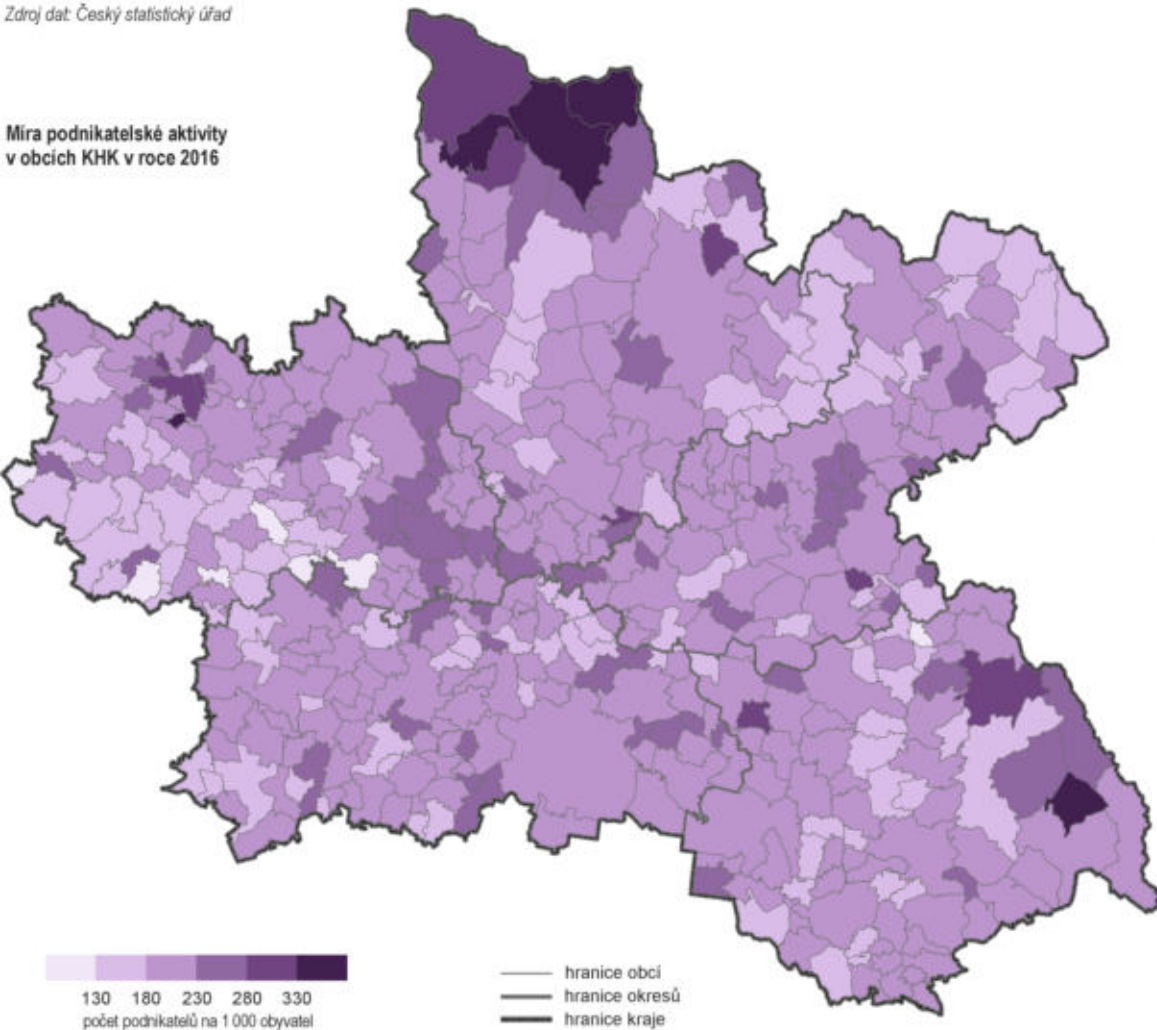 Zdroj dat: Český statistický úřad
Míra podnikatelské aktivity
v obcích KHK v roce 2016
130 180 230 280 330
počet podnikatelů na 1 000 obyvatel
hranice obcí
hranice okresů
hranice kraje